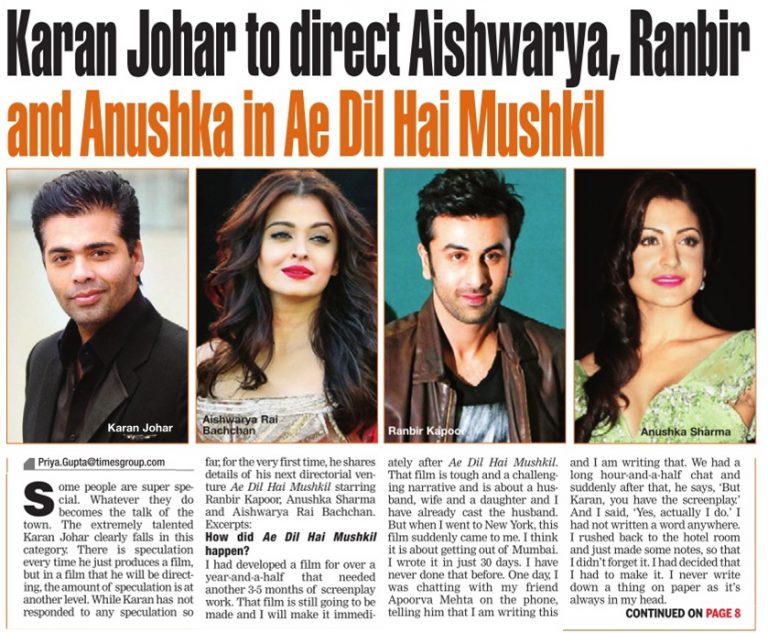 Karan Johar to direct Aishwarya, Ranbir
and Anushka in Ae Dil Hai Mushkil
Karan Johar
Aishwarya Rai
Bachchan
Ranbir Kapoor
Anushka Sharma
Priya.Gupta@timesgroup.com
Some people are super spe-
cial. Whatever they do
becomes the talk of the
town. The extremely talented
Karan Johar clearly falls in this
category. There is speculation
every time he just produces a film,
but in a film that he will be direct-
ing, the amount of speculation is at
another level. While Karan has not
responded to any speculation so
far, for the very first time, he shares
details of his next directorial ven-
ture Ae Dil Hai Mushkil starring
Ranbir Kapoor, Anushka Sharma
and Aishwarya Rai Bachchan.
Excerpts:
How did Ae Dil Hai Mushkil
happen?
I had developed a film for over a
year-and-a-half that needed
another 3-5 months of screenplay
work. That film is still going to be
made and I will make it immedi-
ately after Ae Dil Hai Mushkil.
That film is tough and a challeng-
ing narrative and is about a hus-
band, wife and a daughter and I
have already cast the husband.
But when I went to New York, this
film suddenly came to me. I think
it is about getting out of Mumbai.
I wrote it in just 30 days. I have
never done that before. One day, I
was chatting with my friend
Apoorva Mehta on the phone,
telling him that I am writing this
and I am writing that. We had a
long hour-and-a-half chat and
suddenly after that, he says, 'But
Karan, you have the screenplay.'
And I said, 'Yes, actually I do.' I
had not written a word anywhere.
I rushed back to the hotel room
and just made some notes, so that
I didn't forget it. I had decided that
I had to make it. I never write
down a thing on paper as it's
always in my head.
CONTINUED ON PAGE 8